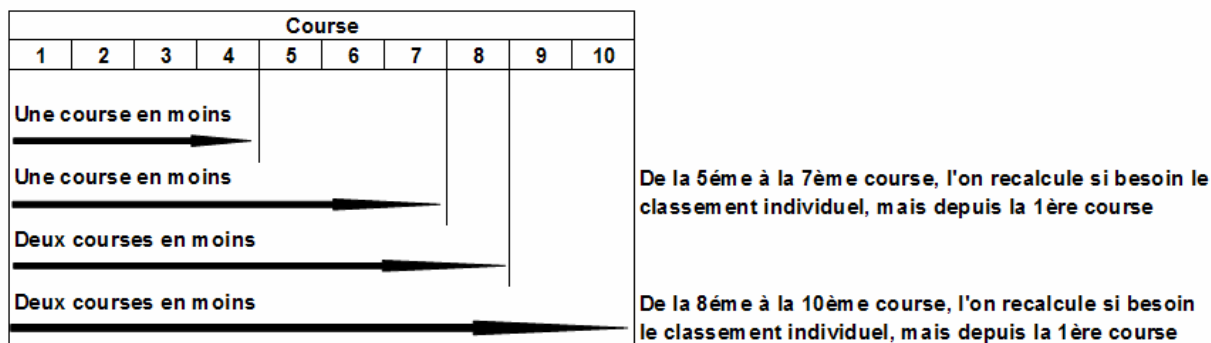 Course
1 2 3 4 5 6 7 8 9 10
Une course en moins
Une course en moins
De la 5éme à la 7ème course, l'on recalcule si besoin le
classement individuel, mais depuis la 1ère course
Deux courses en moins
Deux courses en moins
De la 8éme à la 10ème course, l'on recalcule si besoin
le classement individuel, mais depuis la 1ère course